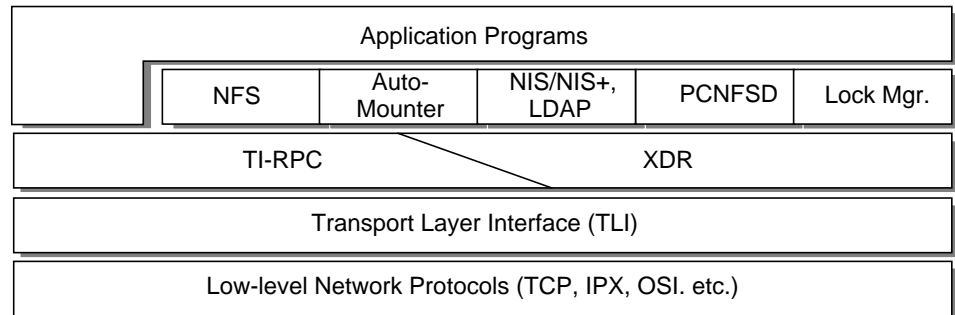 Application Programs
NFS
Auto-
Mounter
NIS/NIS+,
LDAP
PCNFSD
Lock Mgr.
TI-RPC
XDR
Transport Layer Interface (TLI)
Low-level Network Protocols (TCP, IPX, OSI. etc.)